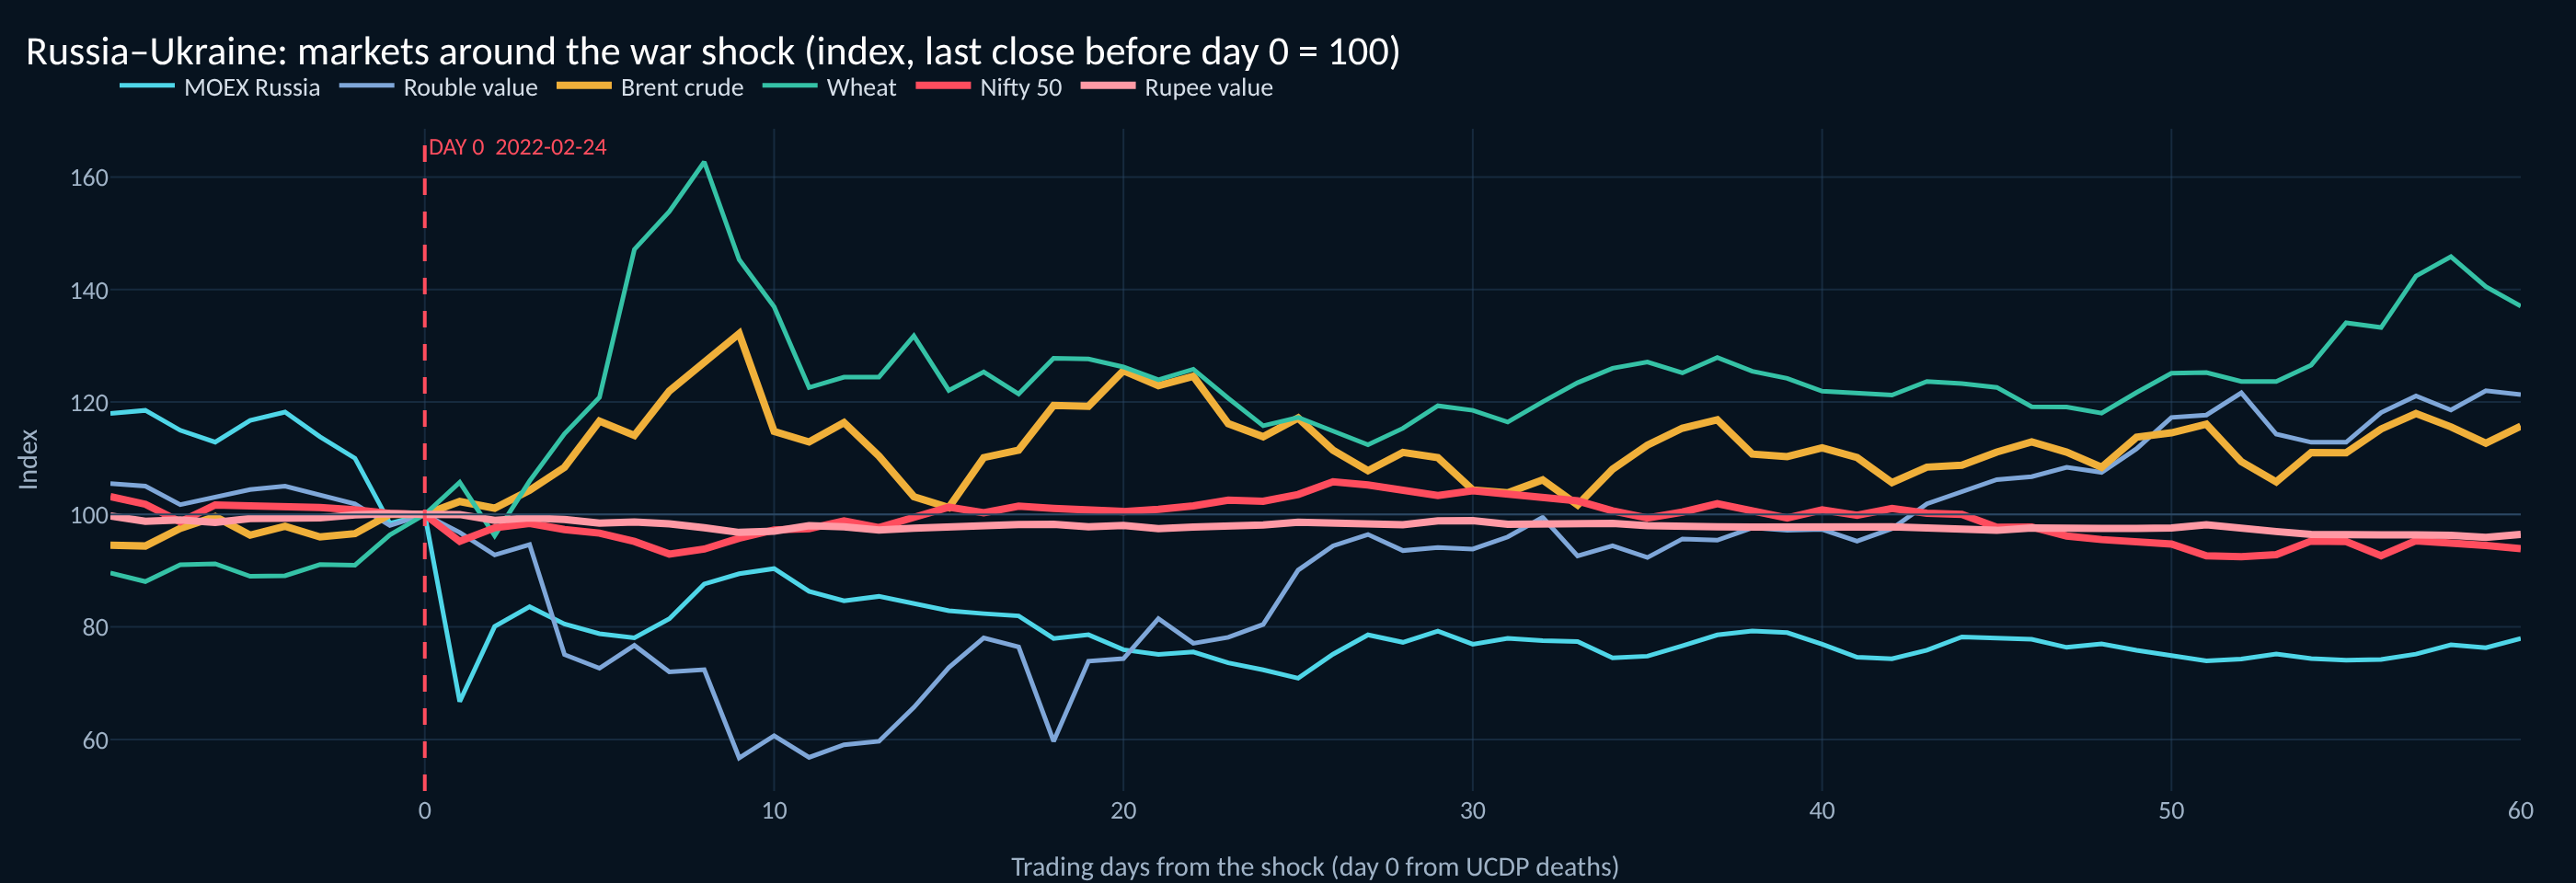 Russia–Ukraine: markets around the war shock (index, last close before day 0 = 100)
MOEX Russia Rouble value Brent crude Wheat Nifty 50 Rupee value
DAY 0 2022-02-24
160
140
120
100
80
60
Index
0 10 20 30 40 50 60
Trading days from the shock (day 0 from UCDP deaths)